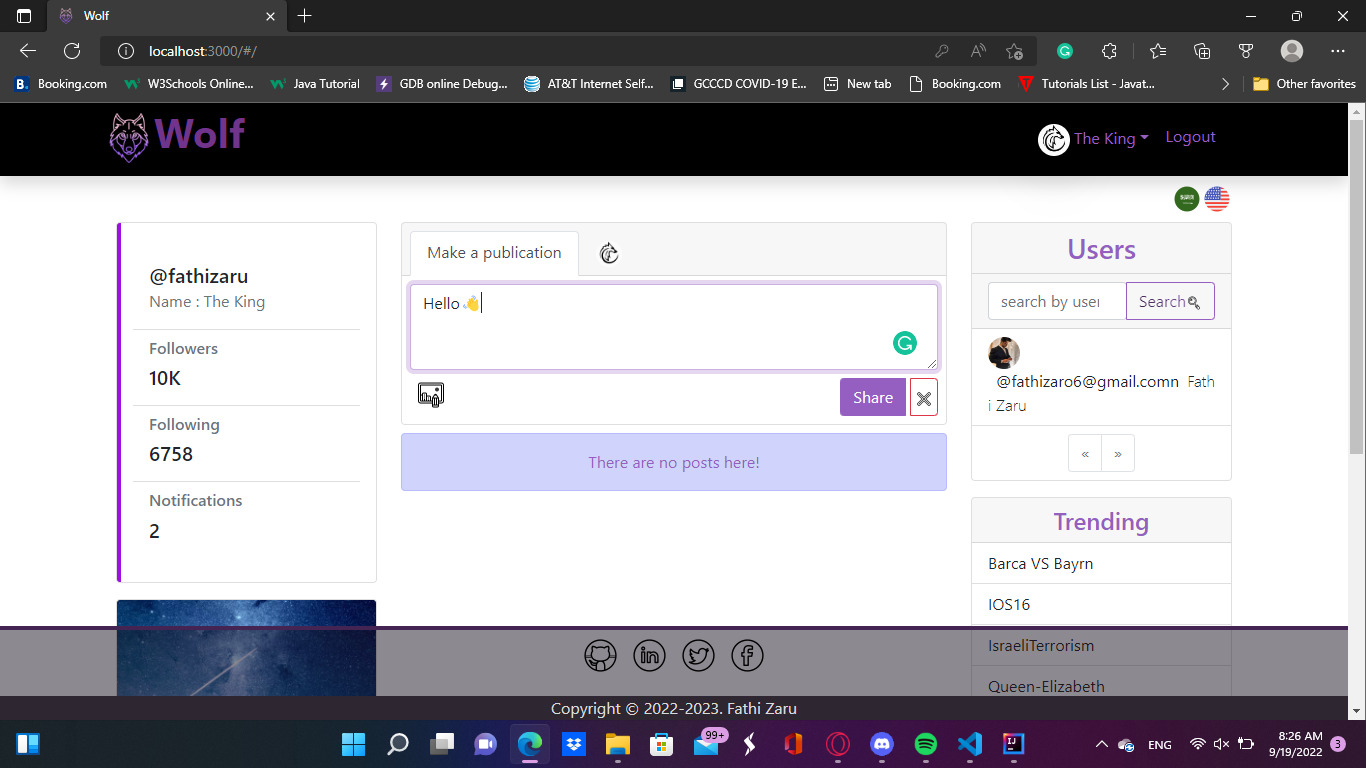 Wolf
localhost:3000/#/
Booking.com
W3Schools Online...
Java Tutorial
GDB online Debug...
AT&T Internet Self...
GCCCD COVID-19 E...
New tab
Booking.com
Tutorials List - Javat...
Other favorites
Wolf
The King
Logout
@fathizaru
Name : The King
Followers
10K
Following
6758
Notifications
2
Make a publication
Hello 👋
Share
There are no posts here!
Users
search by user
Search
@fathizaro6@gmail.comn Fath
i Zaru
«
»
Trending
Barca VS Bayrn
IOS16
IsraeliTerrorism
Queen-Elizabeth
Copyright © 2022-2023. Fathi Zaru
99+
ENG
8:26 AM
9/19/2022
3